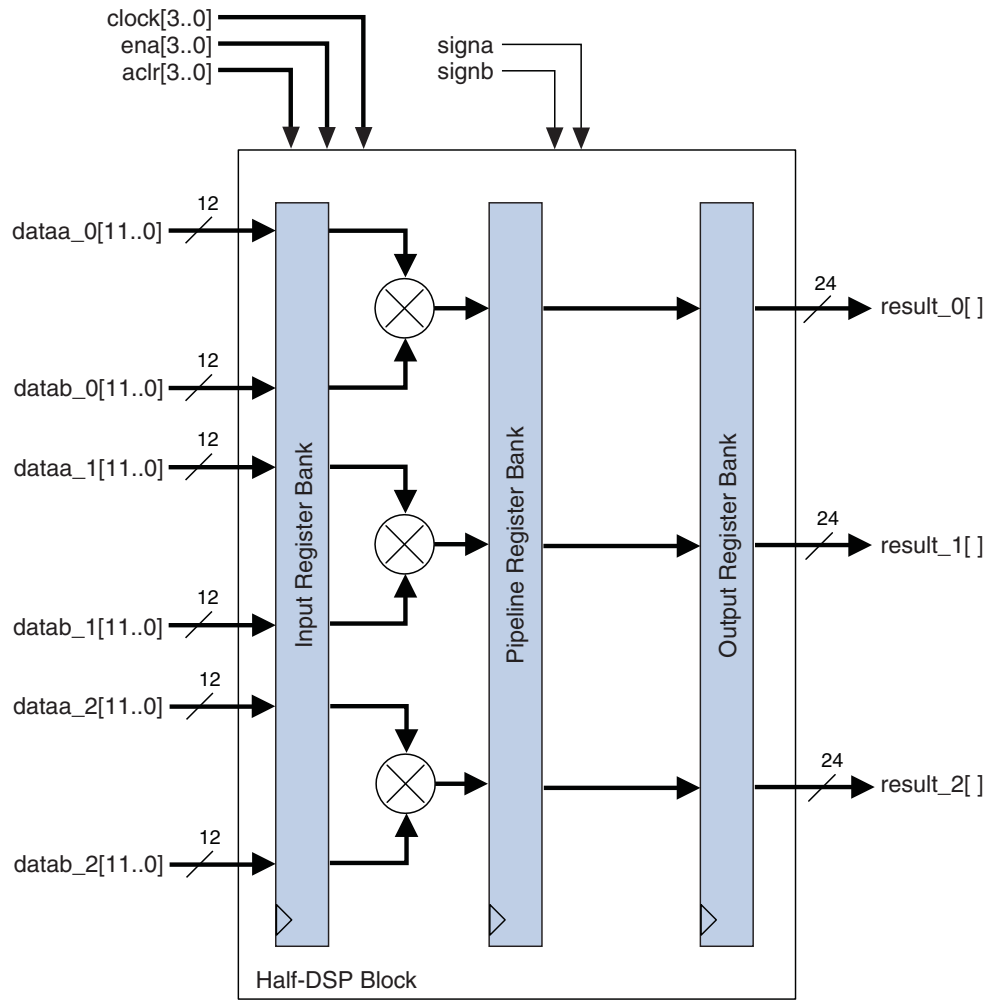 clock[3..0]
ena[3..0]
aclr[3..0]
signa
signb
12
dataa_0[11..0]
24
result_0[ ]
12
datab_0[11..0]
12
dataa_1[11..0]
Input Register Bank
Pipeline Register Bank
Output Register Bank
24
result_1[ ]
12
datab_1[11..0]
12
dataa_2[11..0]
24
result_2[ ]
12
datab_2[11..0]
Half-DSP Block